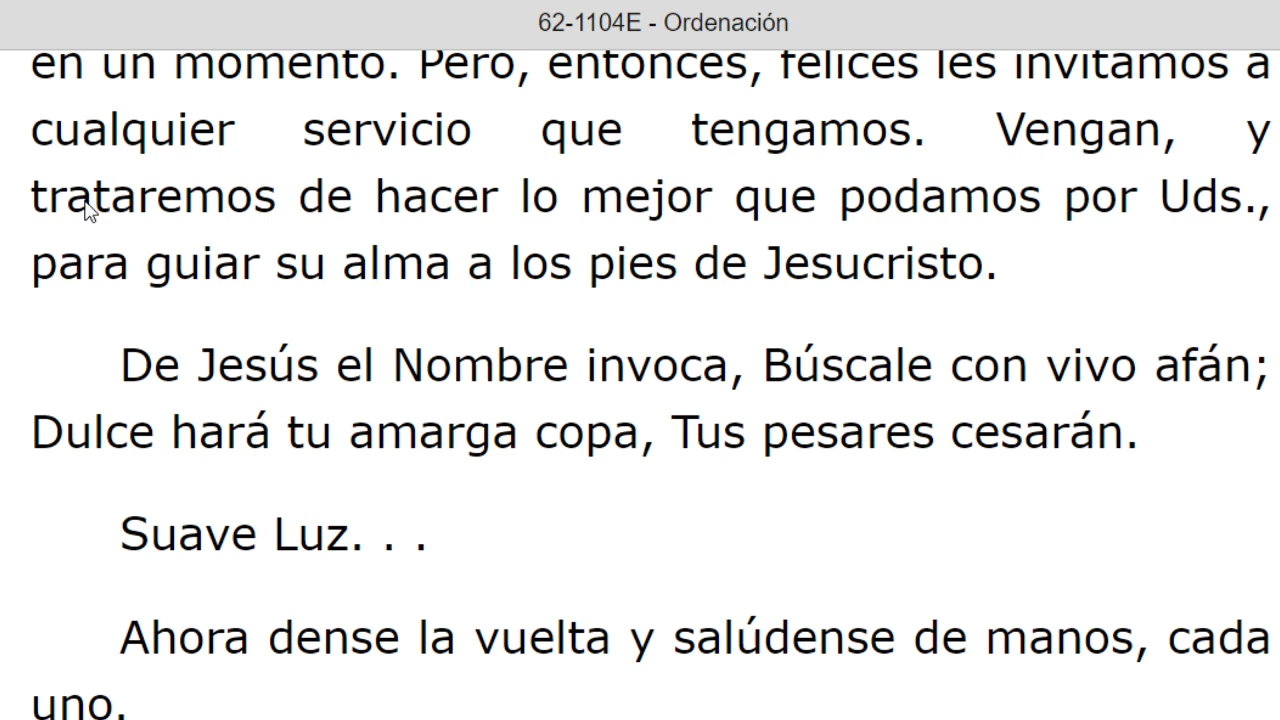 62-1104E - Ordenación
en un momento. Pero, entonces, felices les invitamos a
cualquier servicio que tengamos. Vengan, y
trataremos de hacer lo mejor que podamos por Uds.,
para guiar su alma a los pies de Jesucristo.
De Jesús el Nombre invoca, Búscale con vivo afán;
Dulce hará tu amarga copa, Tus pesares cesarán.
Suave Luz. . .
Ahora dense la vuelta y salúdense de manos, cada
uno.